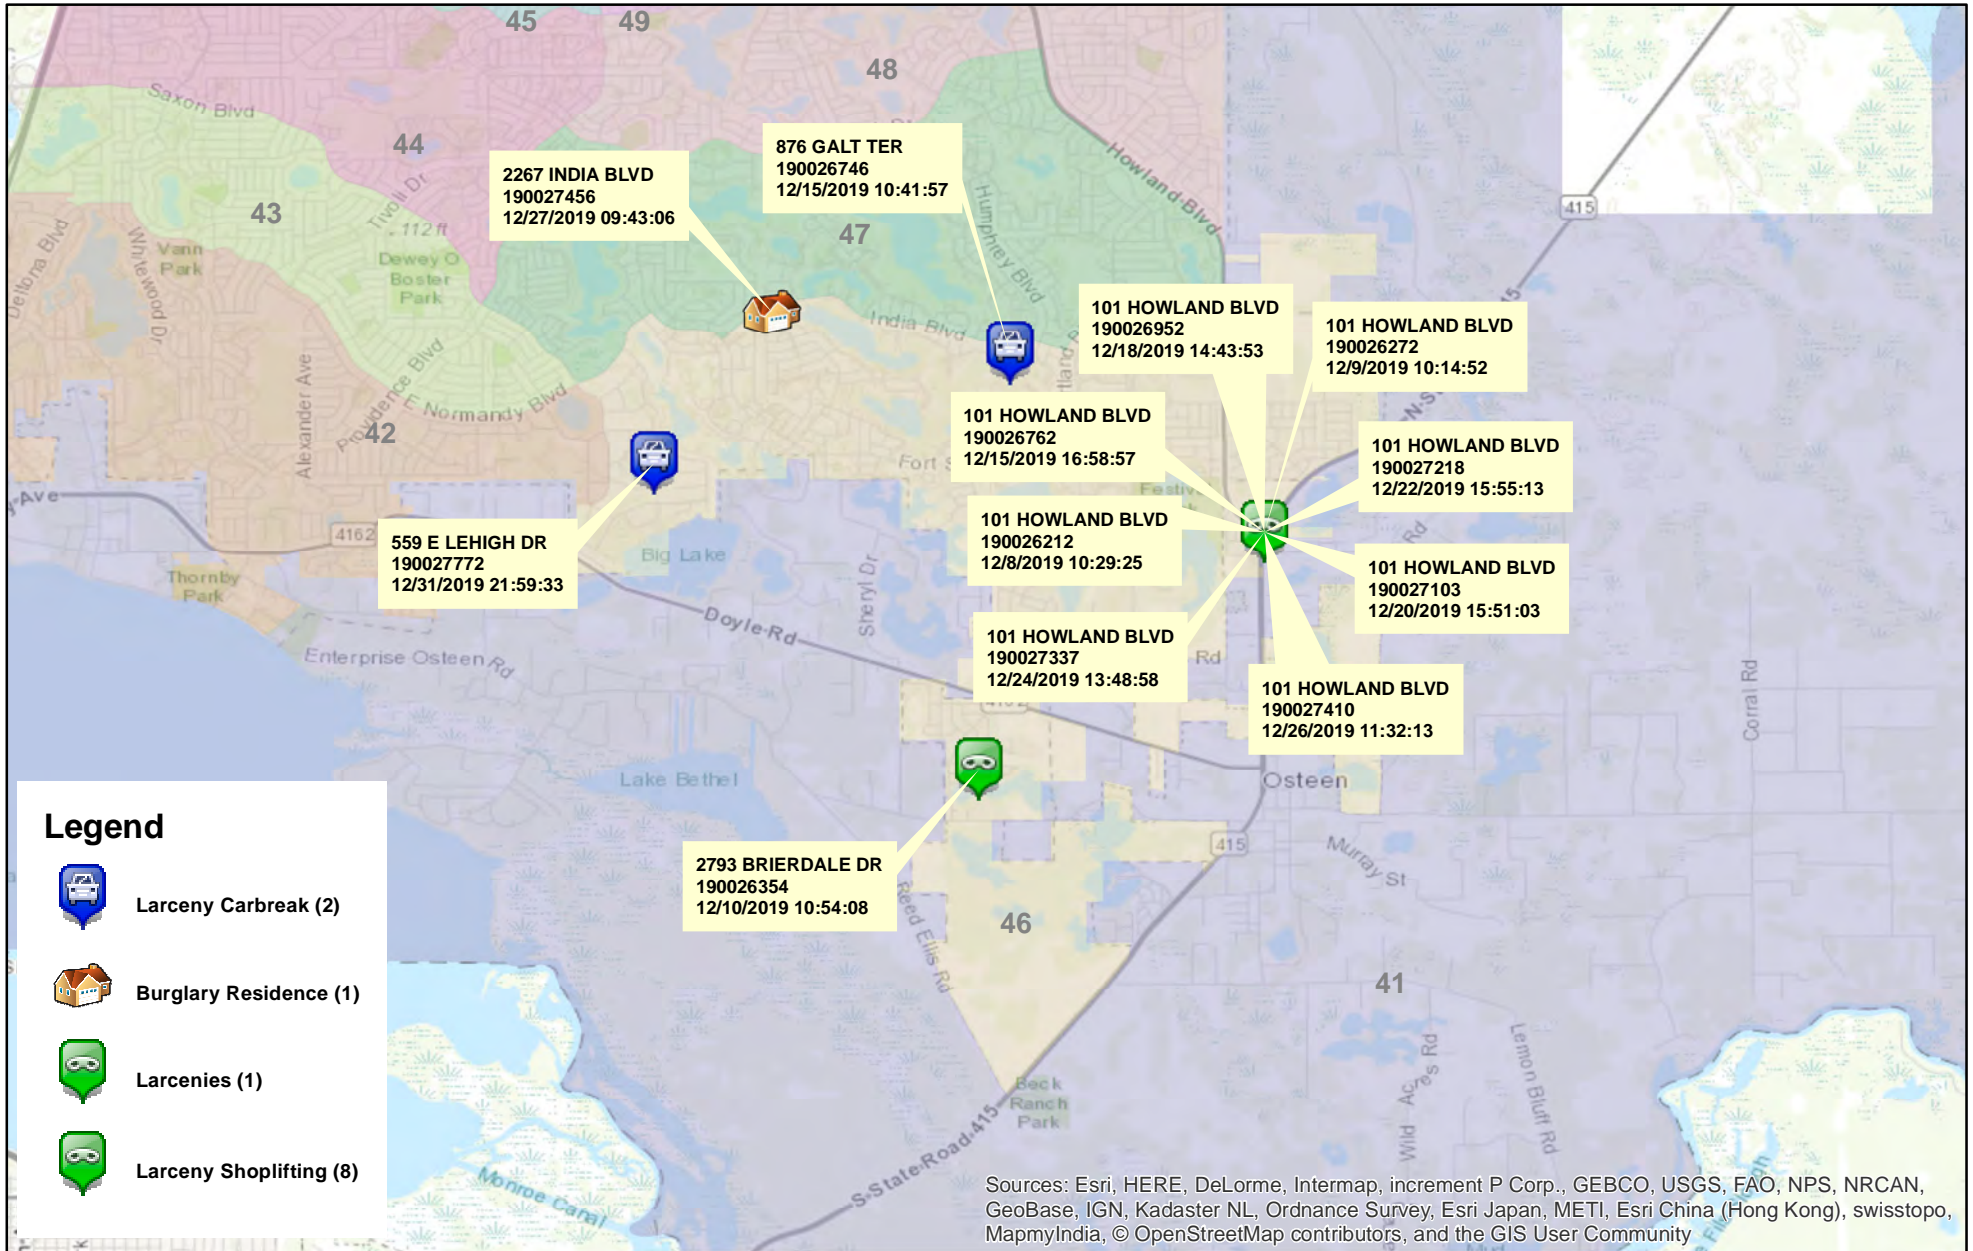 45
49
48
Saxon Blvd
44
876 GALT TER
190026746
12/15/2019 10:41:57
2267 INDIA BLVD
190027456
12/27/2019 09:43:06
Howland-Blvd
43
Tivoli Dr
112 ft
Humphrey Blvd
415
47
Deltona Blvd
Whitewood Dr
Vann
Park
Dewey O
Boster
Park
India Blvd
101 HOWLAND BLVD
190026952
12/18/2019 14:43:53
101 HOWLAND BLVD
190026272
12/9/2019 10:14:52
Alexander Ave
Providence Blvd
E Normandy Blvd
42
101 HOWLAND BLVD
190026762
12/15/2019 16:58:57
101 HOWLAND BLVD
190027218
12/22/2019 15:55:13
Fort
Ave
4162
559 E LEHIGH DR
190027772
12/31/2019 21:59:33
Big Lake
101 HOWLAND BLVD
190026212
12/8/2019 10:29:25
Rd
101 HOWLAND BLVD
190027103
12/20/2019 15:51:03
Thornby
Park
Sheryl Dr
Doyle-Rd
101 HOWLAND BLVD
190027337
12/24/2019 13:48:58
Rd
Enterprise Osteen Rd
101 HOWLAND BLVD
190027410
12/26/2019 11:32:13
Corral Rd
Lake Bethel
Osteen
415
Murray St
2793 BRIERDALE DR
190026354
12/10/2019 10:54:08
Reed Ellis Rd
46
41
Legend
Larceny Carbreak (2)
Burglary Residence (1)
Larcenies (1)
Larceny Shoplifting (8)
Beck
Ranch
Park
Wild Acres Rd
Lemon Bluff Rd
S-State-Road-415
Monroe Canal
Sources: Esri, HERE, DeLorme, Intermap, increment P Corp., GEBCO, USGS, FAO, NPS, NRCAN,
GeoBase, IGN, Kadaster NL, Ordnance Survey, Esri Japan, METI, Esri China (Hong Kong), swisstopo,
MapmyIndia, © OpenStreetMap contributors, and the GIS User Community